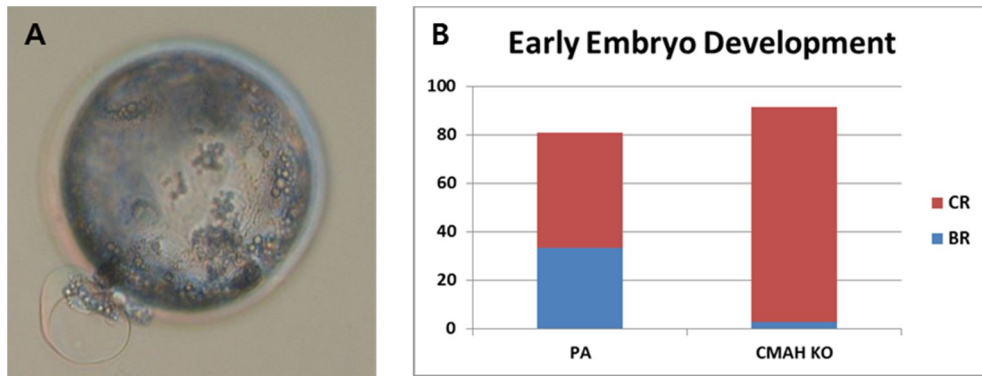 A
B
Early Embryo Development
100
80
60
40
20
0
PA
CMAH KO
CR
BR